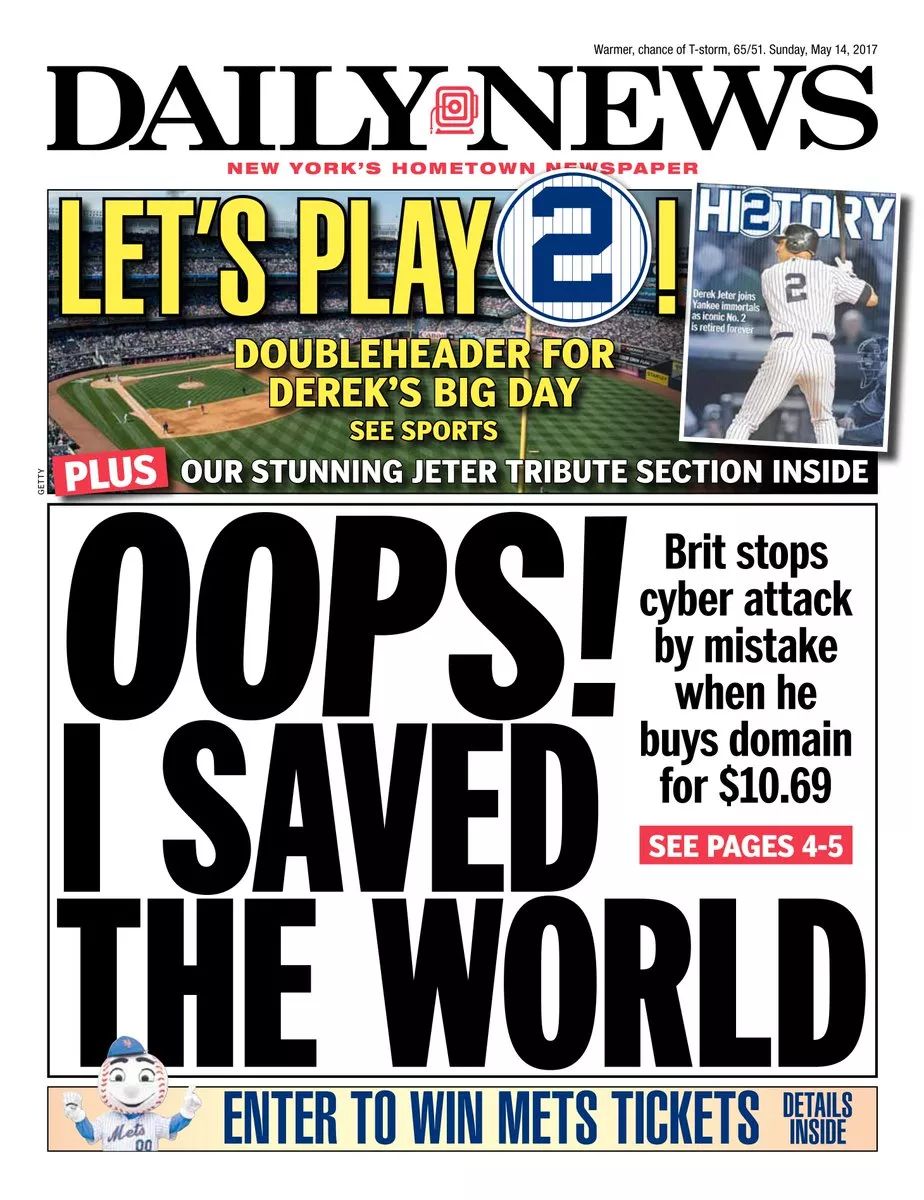 Warmer, chance of T-storm, 65/51. Sunday, May 14, 2017
DAILY NEWS
NEW YORK'S HOMETOWN NEWSPAPER
LET'S PLAY 2!
DOUBLEHEADER FOR
DEREK'S BIG DAY
SEE SPORTS
HI2TORY
2
Derek Jeter joins
Yankee immortals
as iconic No. 2
is retired forever
GETTY
PLUS OUR STUNNING JETER TRIBUTE SECTION INSIDE
OOPS!
I SAVED
THE WORLD
Brit stops
cyber attack
by mistake
when he
buys domain
for $10.69
SEE PAGES 4-5
Mets
00
ENTER TO WIN METS TICKETS
DETAILS
INSIDE